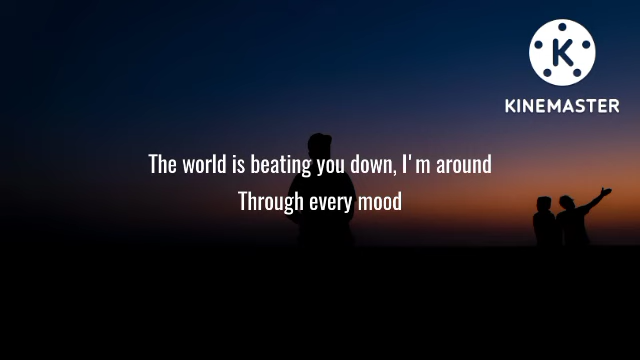 KINEMASTER
The world is beating you down, I'm around
Through every mood